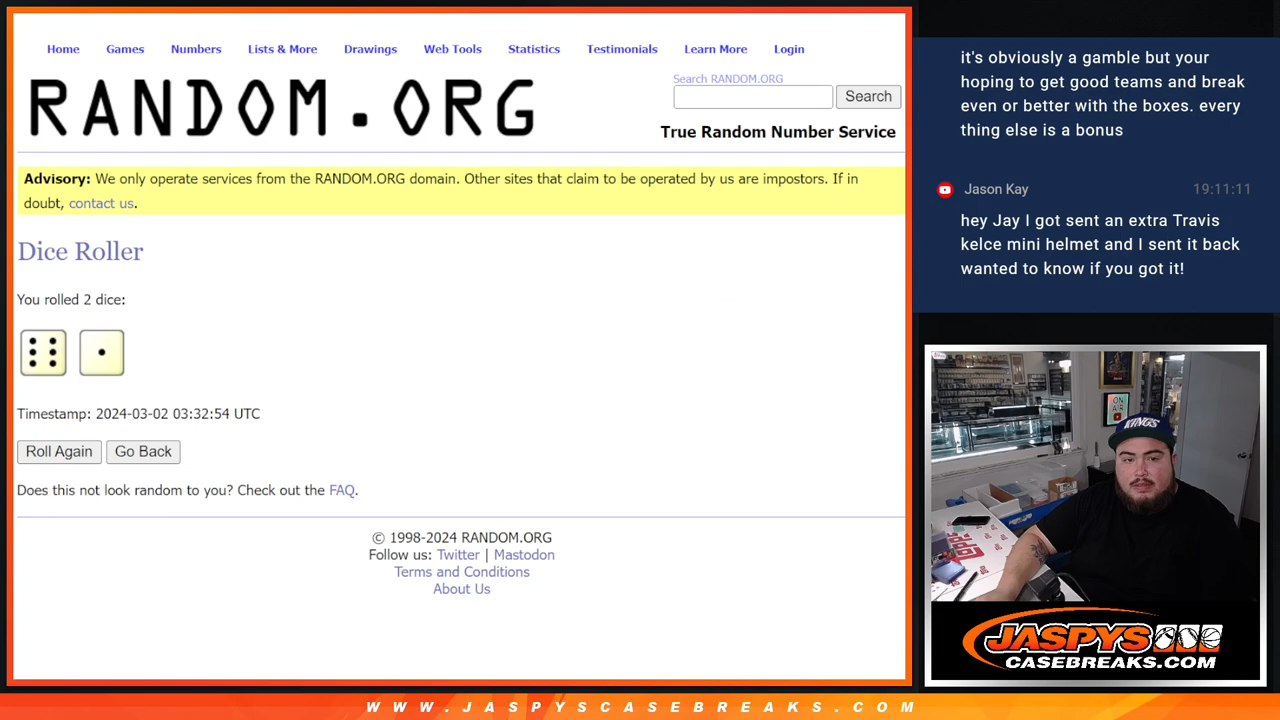 Home Games Numbers Lists & More Drawings Web Tools Statistics Testimonials Learn More Login
RANDOM.ORG
Search RANDOM.ORG
Search
True Random Number Service
Advisory: We only operate services from the RANDOM.ORG domain. Other sites that claim to be operated by us are impostors. If in
doubt, contact us.
Dice Roller
You rolled 2 dice:
Timestamp: 2024-03-02 03:32:54 UTC
Roll Again Go Back
Does this not look random to you? Check out the FAQ.
© 1998-2024 RANDOM.ORG
Follow us: Twitter | Mastodon
Terms and Conditions
About Us
it's obviously a gamble but your
hoping to get good teams and break
even or better with the boxes. every
thing else is a bonus
Jason Kay 19:11:11
hey Jay I got sent an extra Travis
kelce mini helmet and I sent it back
wanted to know if you got it!
ON
AIR
KINGS
JASPYS
CASEBREAKS.COM
WWW.JASPYSCASEBREAKS.COM